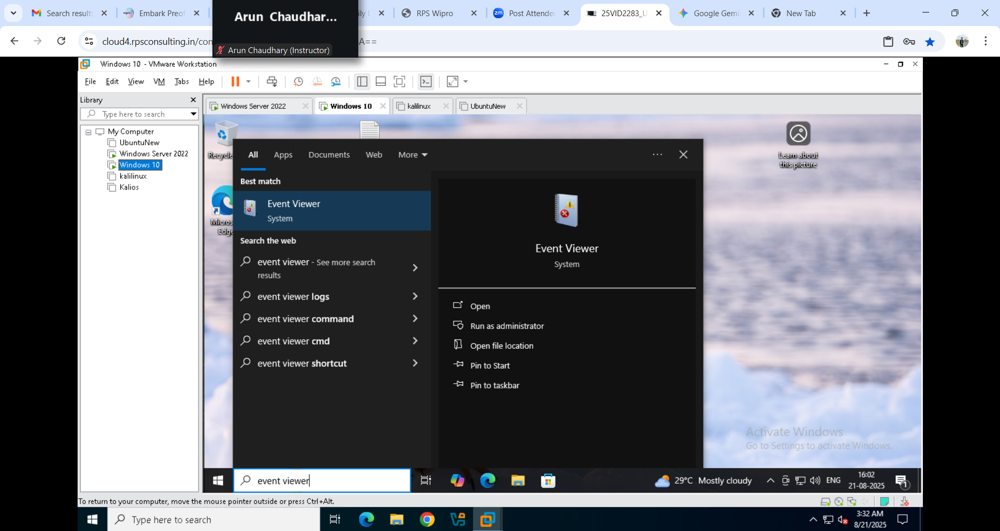 Search results
Embark Preof
Arun Chaudhar...
RPS Wipro
Post Attende
25VID2283_U
Google Gemi
New Tab
cloud4.rpsconsulting.in/con
A==
Arun Chaudhary (Instructor)
Windows 10 - VMware Workstation
File Edit View VM Tabs Help
Library
Type here to search
My Computer
UbuntuNew
Windows Server 2022
Windows 10
kalilinux
Kalios
Windows Server 2022
Windows 10
kalilinux
UbuntuNew
Recycle
Micros
Edge
Learn about
this picture
All Apps Documents Web More
Best match
Event Viewer
System
Search the web
event viewer - See more search
results
event viewer logs
event viewer command
event viewer cmd
event viewer shortcut
Event Viewer
System
Open
Run as administrator
Open file location
Pin to Start
Pin to taskbar
Activate Windows
Go to Settings to activate Windows.
event viewer
29°C Mostly cloudy
ENG
16:02
21-08-2025
1
To return to your computer, move the mouse pointer outside or press Ctrl+Alt.
Type here to search
3:32 AM
8/21/2025